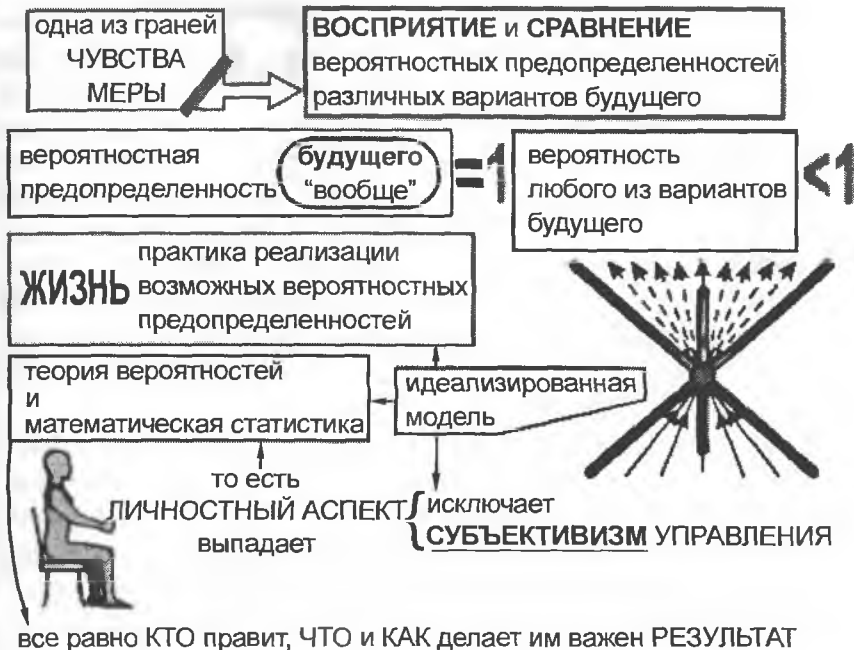 одна из граней
ЧУВСТВА
МЕРЫ
ВОСПРИЯТИЕ и СРАВНЕНИЕ
вероятностных предопределенностей
различных вариантов будущего
вероятностная
предопределенность
будущего
"вообще"
=1
вероятность
любого из вариантов
будущего
<1
ЖИЗНЬ
практика реализации
возможных вероятностных
предопределенностей
теория вероятностей
и
математическая статистика
идеализированная
модель
то есть
ЛИЧНОСТНЫЙ АСПЕКТ
выпадает
исключает
СУБЪЕКТИВИЗМ УПРАВЛЕНИЯ
все равно КТО правит, ЧТО и КАК делает им важен РЕЗУЛЬТАТ